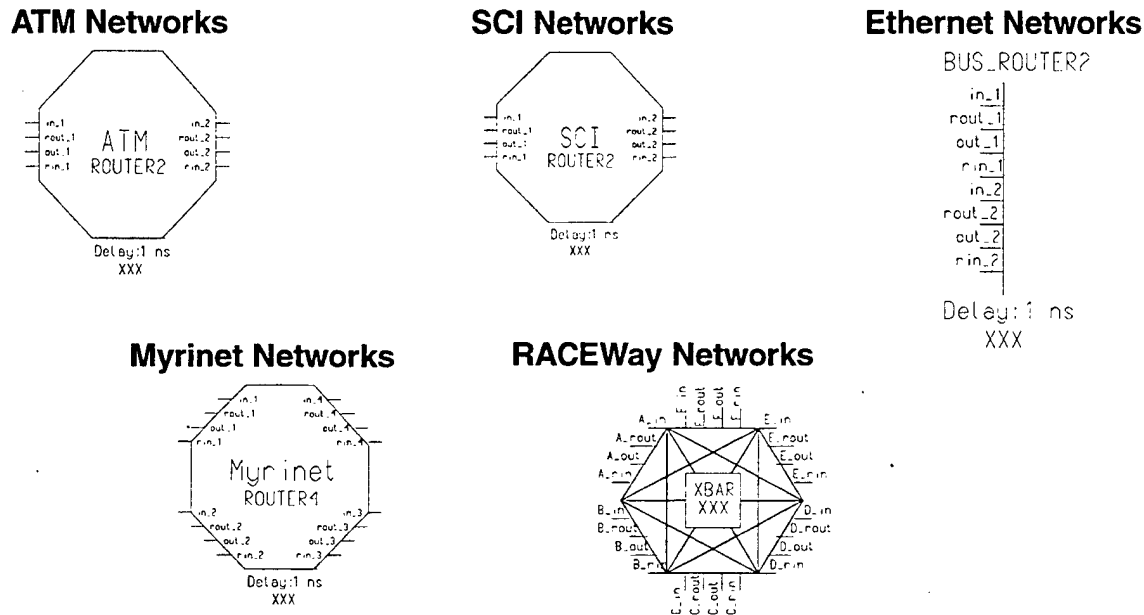 ATM Networks
SCI Networks
Ethernet Networks
in_1
rout_1
out_1
rin_1
in_2
rout_2
out_2
rin_2
ATM
ROUTER2
Delay:1 ns
XXX
in_1
rout_1
out_1
rin_1
in_2
rout_2
out_2
rin_2
SCI
ROUTER2
Delay:1 ns
XXX
BUS_ROUTER2
in_1
rout_1
out_1
rin_1
in_2
rout_2
out_2
rin_2
Delay:1 ns
XXX
Myrinet Networks
RACEWay Networks
in_1
rout_1
out_1
rin_1
in_4
rout_4
out_4
rin_4
Myrinet
ROUTER4
in_2
rout_2
out_2
rin_2
in_3
rout_3
out_3
rin_3
Delay:1 ns
XXX
F_in
F_rout
F_out
F_rin
A_in
A_rout
A_out
A_rin
E_in
E_rout
E_out
E_rin
XBAR
XXX
B_in
B_rout
B_out
B_rin
D_in
D_rout
D_out
D_rin
C_in
C_rout
C_out
C_rin